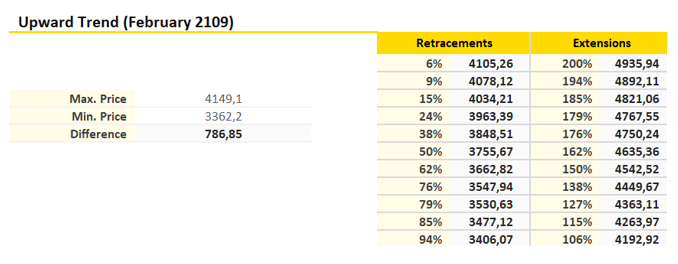 Upward Trend (February 2109)
Retracements Extensions
6% 4105,26 200% 4935,94
9% 4078,12 194% 4892,11
Max. Price 4149,1 15% 4034,21 185% 4821,06
Min. Price 3362,2 24% 3963,39 179% 4767,55
Difference 786,85 38% 3848,51 176% 4750,24
50% 3755,67 162% 4635,36
62% 3662,82 150% 4542,52
76% 3547,94 138% 4449,67
79% 3530,63 127% 4363,11
85% 3477,12 115% 4263,97
94% 3406,07 106% 4192,92